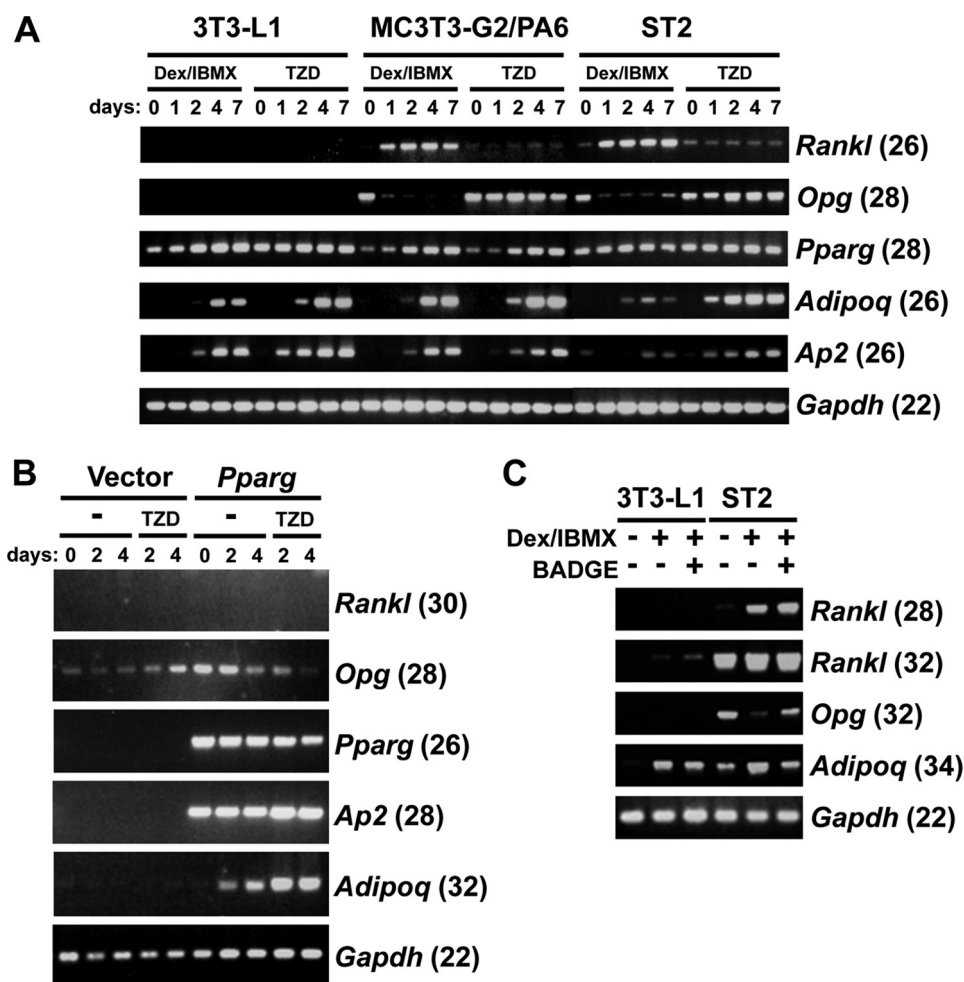 A
3T3-L1 MC3T3-G2/PA6 ST2
Dex/IBMX TZD Dex/IBMX TZD Dex/IBMX TZD
days: 0 1 2 4 7 0 1 2 4 7 0 1 2 4 7 0 1 2 4 7 0 1 2 4 7 0 1 2 4 7
Rankl (26)
Opg (28)
Pparg (28)
Adipoq (26)
Ap2 (26)
Gapdh (22)
B
Vector Pparg
- TZD - TZD
days: 0 2 4 2 4 0 2 4 2 4
Rankl (30)
Opg (28)
Pparg (26)
Ap2 (28)
Adipoq (32)
Gapdh (22)
C
3T3-L1 ST2
Dex/IBMX - + + - + +
BADGE - - + - - +
Rankl (28)
Rankl (32)
Opg (32)
Adipoq (34)
Gapdh (22)